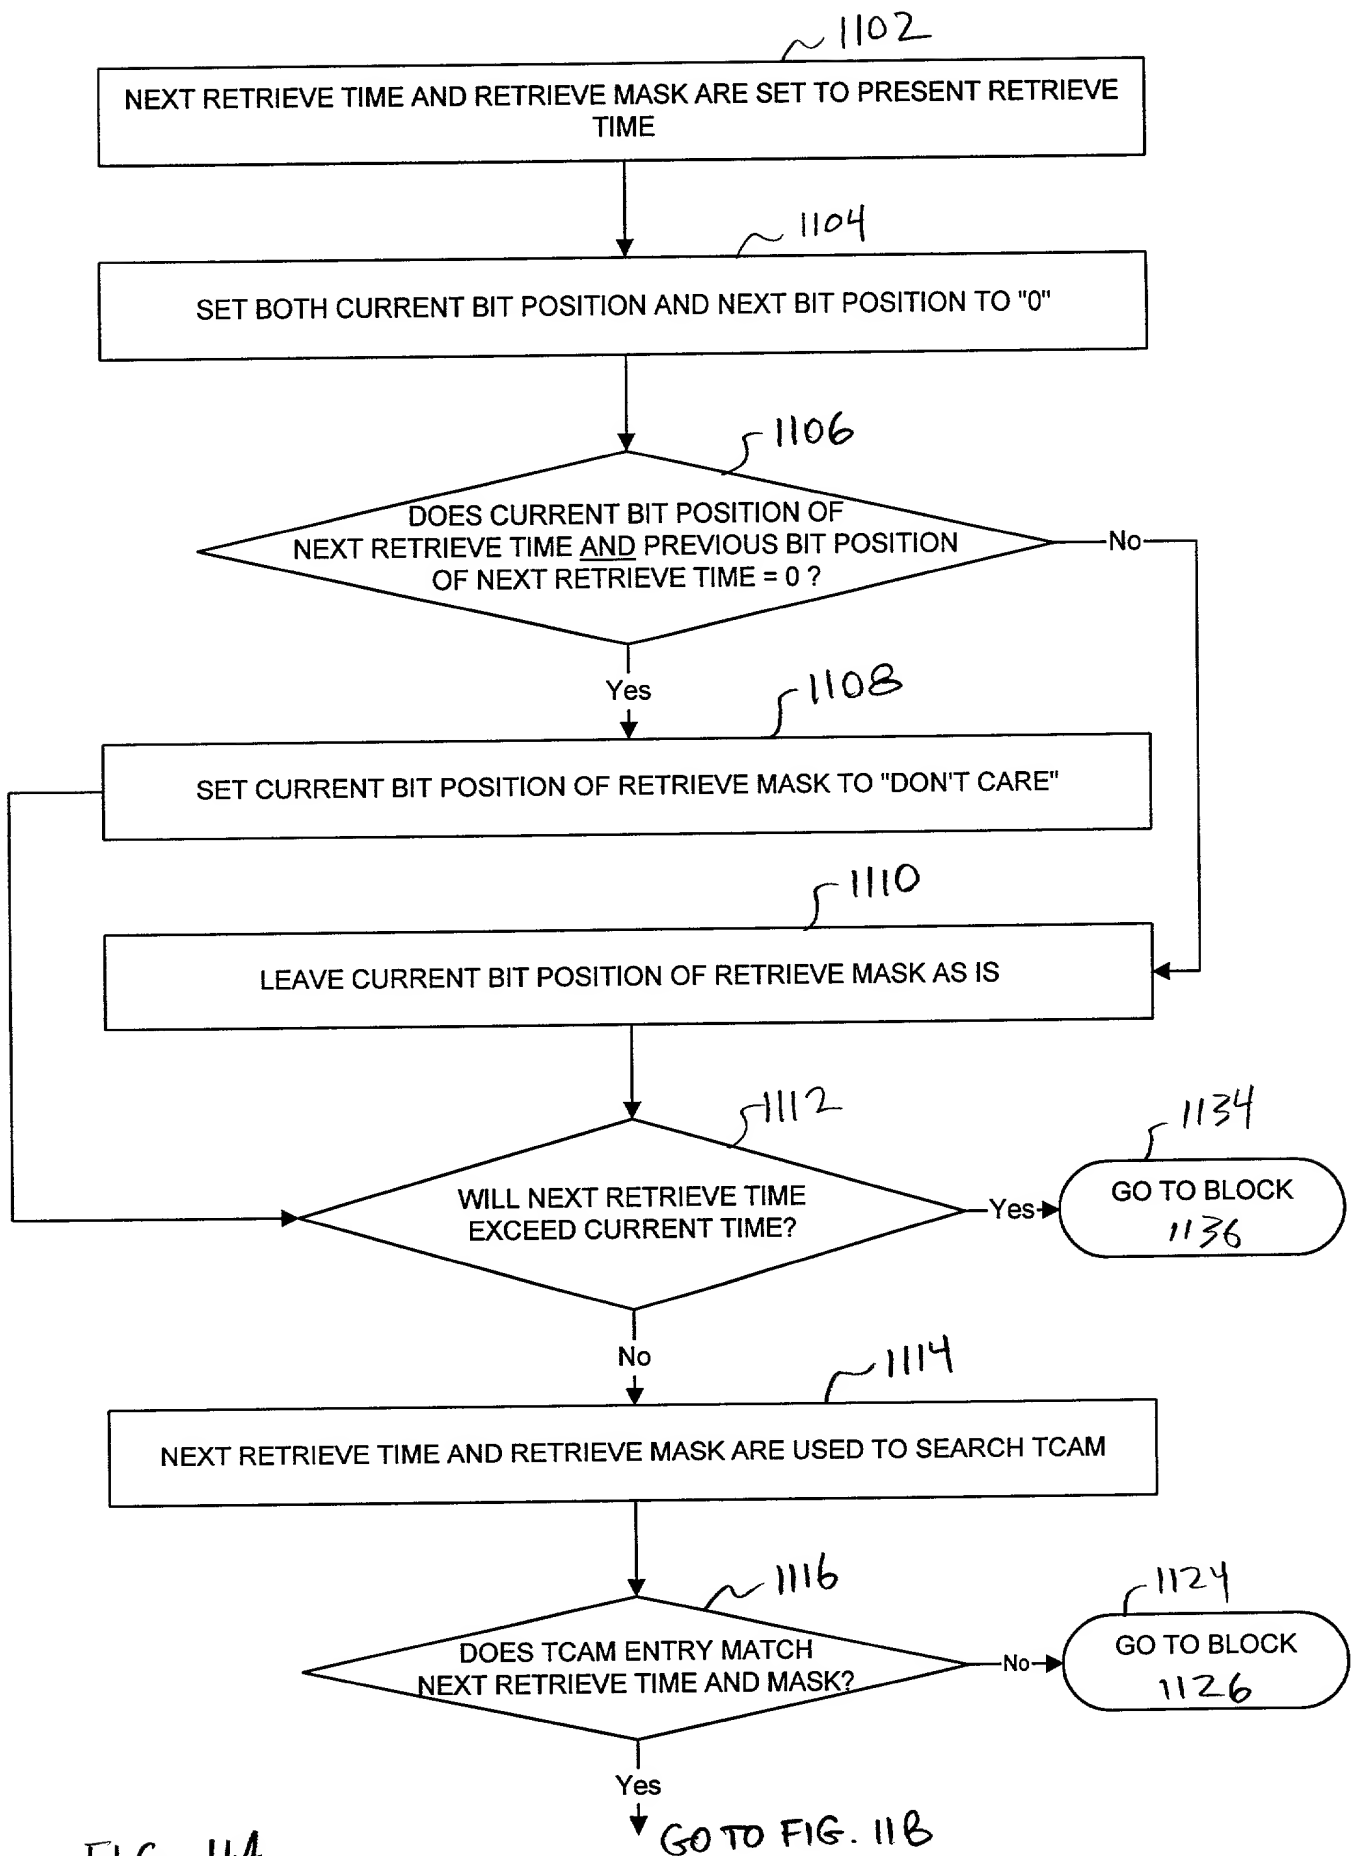 1102
NEXT RETRIEVE TIME AND RETRIEVE MASK ARE SET TO PRESENT RETRIEVE
TIME
1104
SET BOTH CURRENT BIT POSITION AND NEXT BIT POSITION TO "0"
1106
DOES CURRENT BIT POSITION OF
NEXT RETRIEVE TIME AND PREVIOUS BIT POSITION
OF NEXT RETRIEVE TIME = 0 ?
No
Yes
1108
SET CURRENT BIT POSITION OF RETRIEVE MASK TO "DON'T CARE"
1110
LEAVE CURRENT BIT POSITION OF RETRIEVE MASK AS IS
1112
WILL NEXT RETRIEVE TIME
EXCEED CURRENT TIME?
Yes
1134
GO TO BLOCK
1136
No
1114
NEXT RETRIEVE TIME AND RETRIEVE MASK ARE USED TO SEARCH TCAM
1116
DOES TCAM ENTRY MATCH
NEXT RETRIEVE TIME AND MASK?
No
1124
GO TO BLOCK
1126
Yes
GO TO FIG. 11B
FIG. 11A